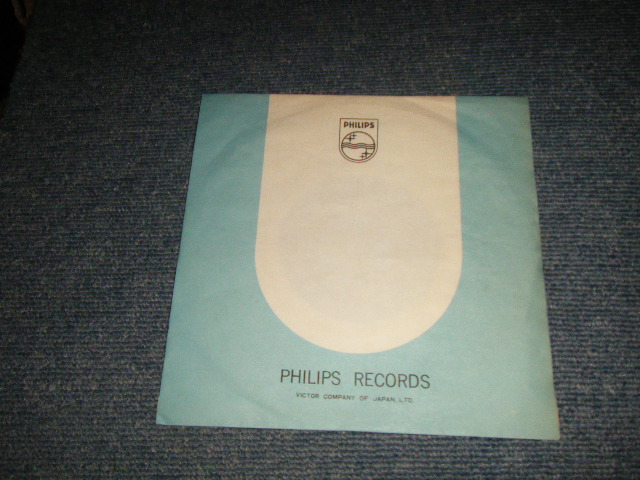 PHILIPS
PHILIPS RECORDS
VICTOR COMPANY OF JAPAN, LTD.